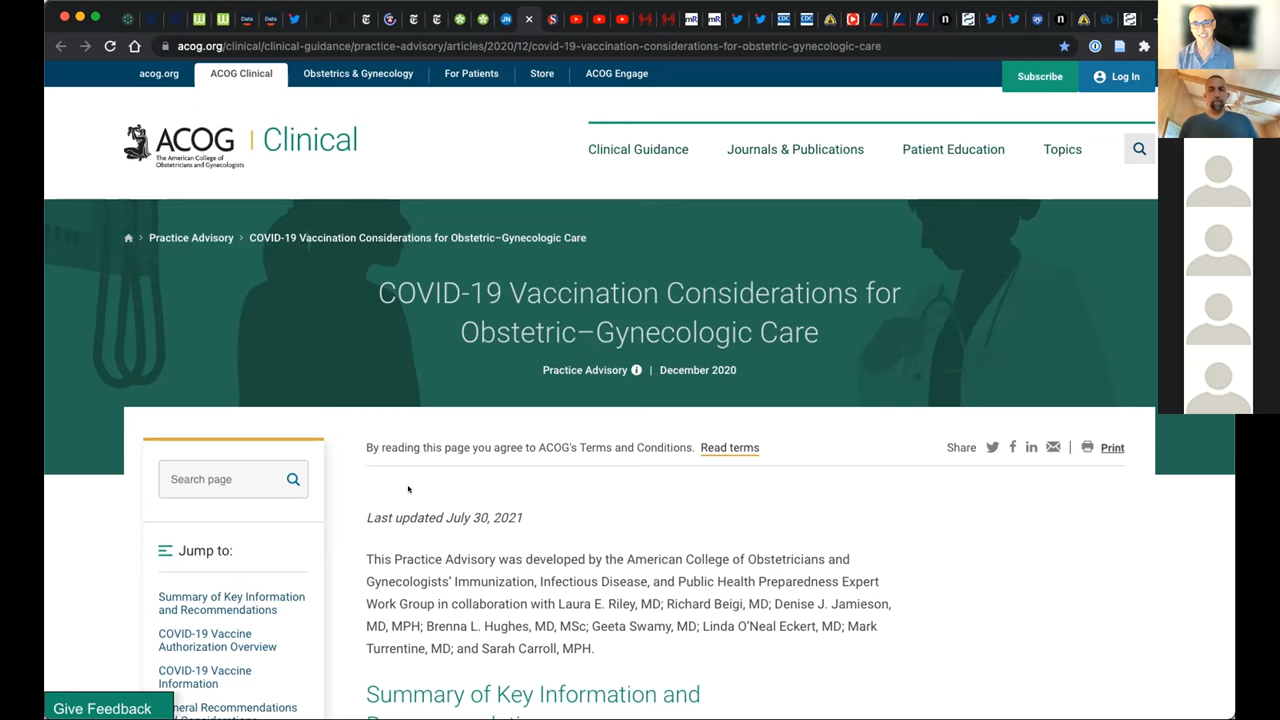 acog.org/clinical/clinical-guidance/practice-advisory/articles/2020/12/covid-19-vaccination-considerations-for-obstetric-gynecologic-care
acog.org
ACOG Clinical
Obstetrics & Gynecology
For Patients
Store
ACOG Engage
Subscribe
Log In
ACOG | Clinical
The American College of
Obstetricians and Gynecologists
Clinical Guidance
Journals & Publications
Patient Education
Topics
Practice Advisory > COVID-19 Vaccination Considerations for Obstetric–Gynecologic Care
COVID-19 Vaccination Considerations for
Obstetric–Gynecologic Care
Practice Advisory | December 2020
By reading this page you agree to ACOG's Terms and Conditions. Read terms
Share
Print
Search page
Last updated July 30, 2021
Jump to:
This Practice Advisory was developed by the American College of Obstetricians and
Gynecologists' Immunization, Infectious Disease, and Public Health Preparedness Expert
Work Group in collaboration with Laura E. Riley, MD; Richard Beigi, MD; Denise J. Jamieson,
MD, MPH; Brenna L. Hughes, MD, MSc; Geeta Swamy, MD; Linda O'Neal Eckert, MD; Mark
Turrentine, MD; and Sarah Carroll, MPH.
Summary of Key Information
and Recommendations
COVID-19 Vaccine
Authorization Overview
COVID-19 Vaccine
Information
neral Recommendations
Summary of Key Information and
Give Feedback